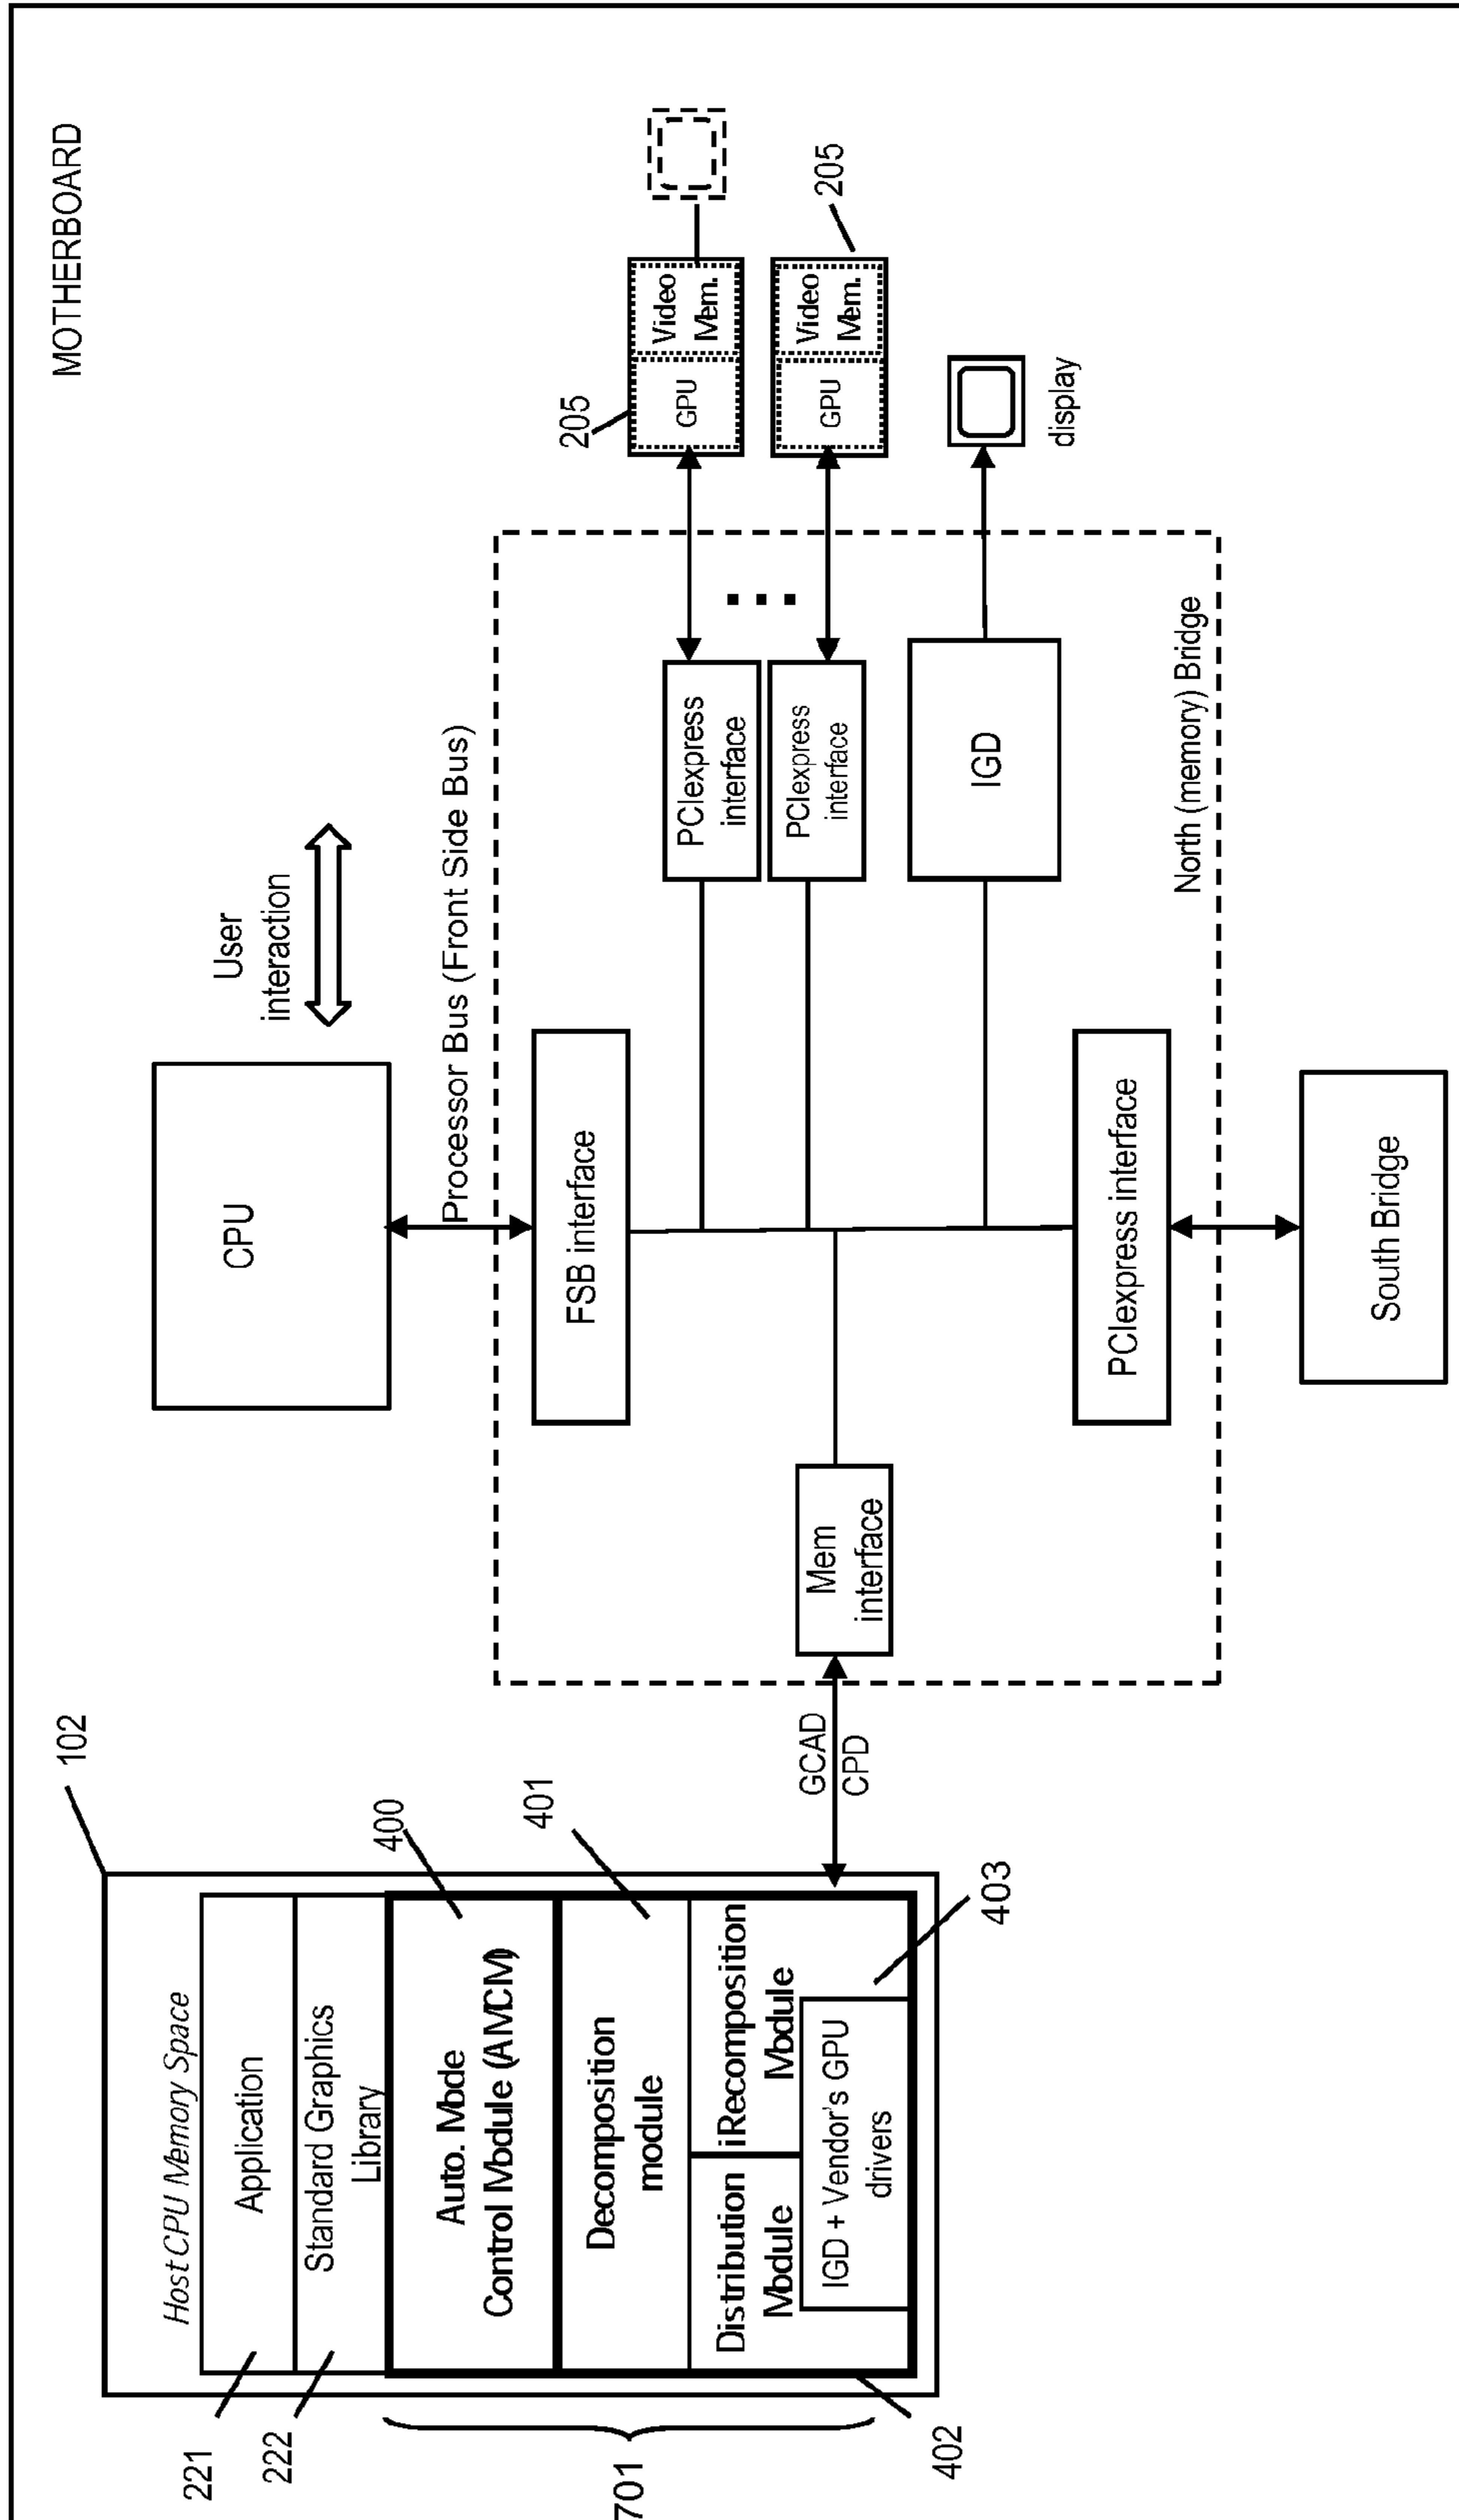 MOTHERBOARD
102
Host CPU Memory Space
221
Application
222
Standard Graphics
Library
400
Auto. Mode
Control Module (AMCM)
401
Decomposition
module
701
Distribution
Module
iRecomposition
Module
IGD + Vendor's GPU
drivers
402
403
GCAD
CPD
CPU
User
interaction
Processor Bus (Front Side Bus)
FSB interface
Mem
interface
PCIexpress
interface
PCIexpress
interface
IGD
PCIexpress interface
North (memory) Bridge
South Bridge
205
GPU
Video
Mem.
205
GPU
Video
Mem.
display